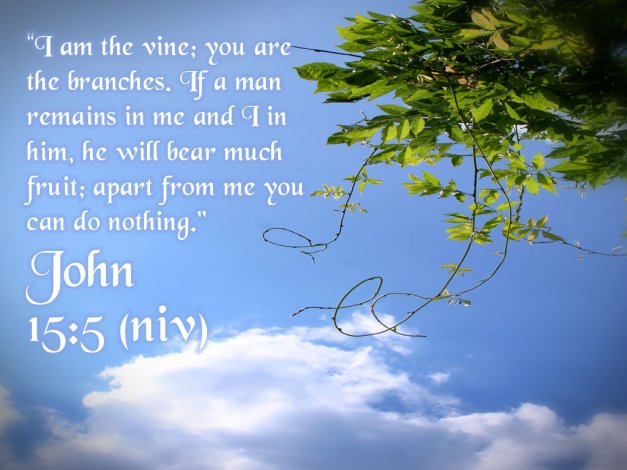 “I am the vine; you are
the branches. If a man
remains in me and I in
him, he will bear much
fruit; apart from me you
can do nothing."
John
15:5 (niv)